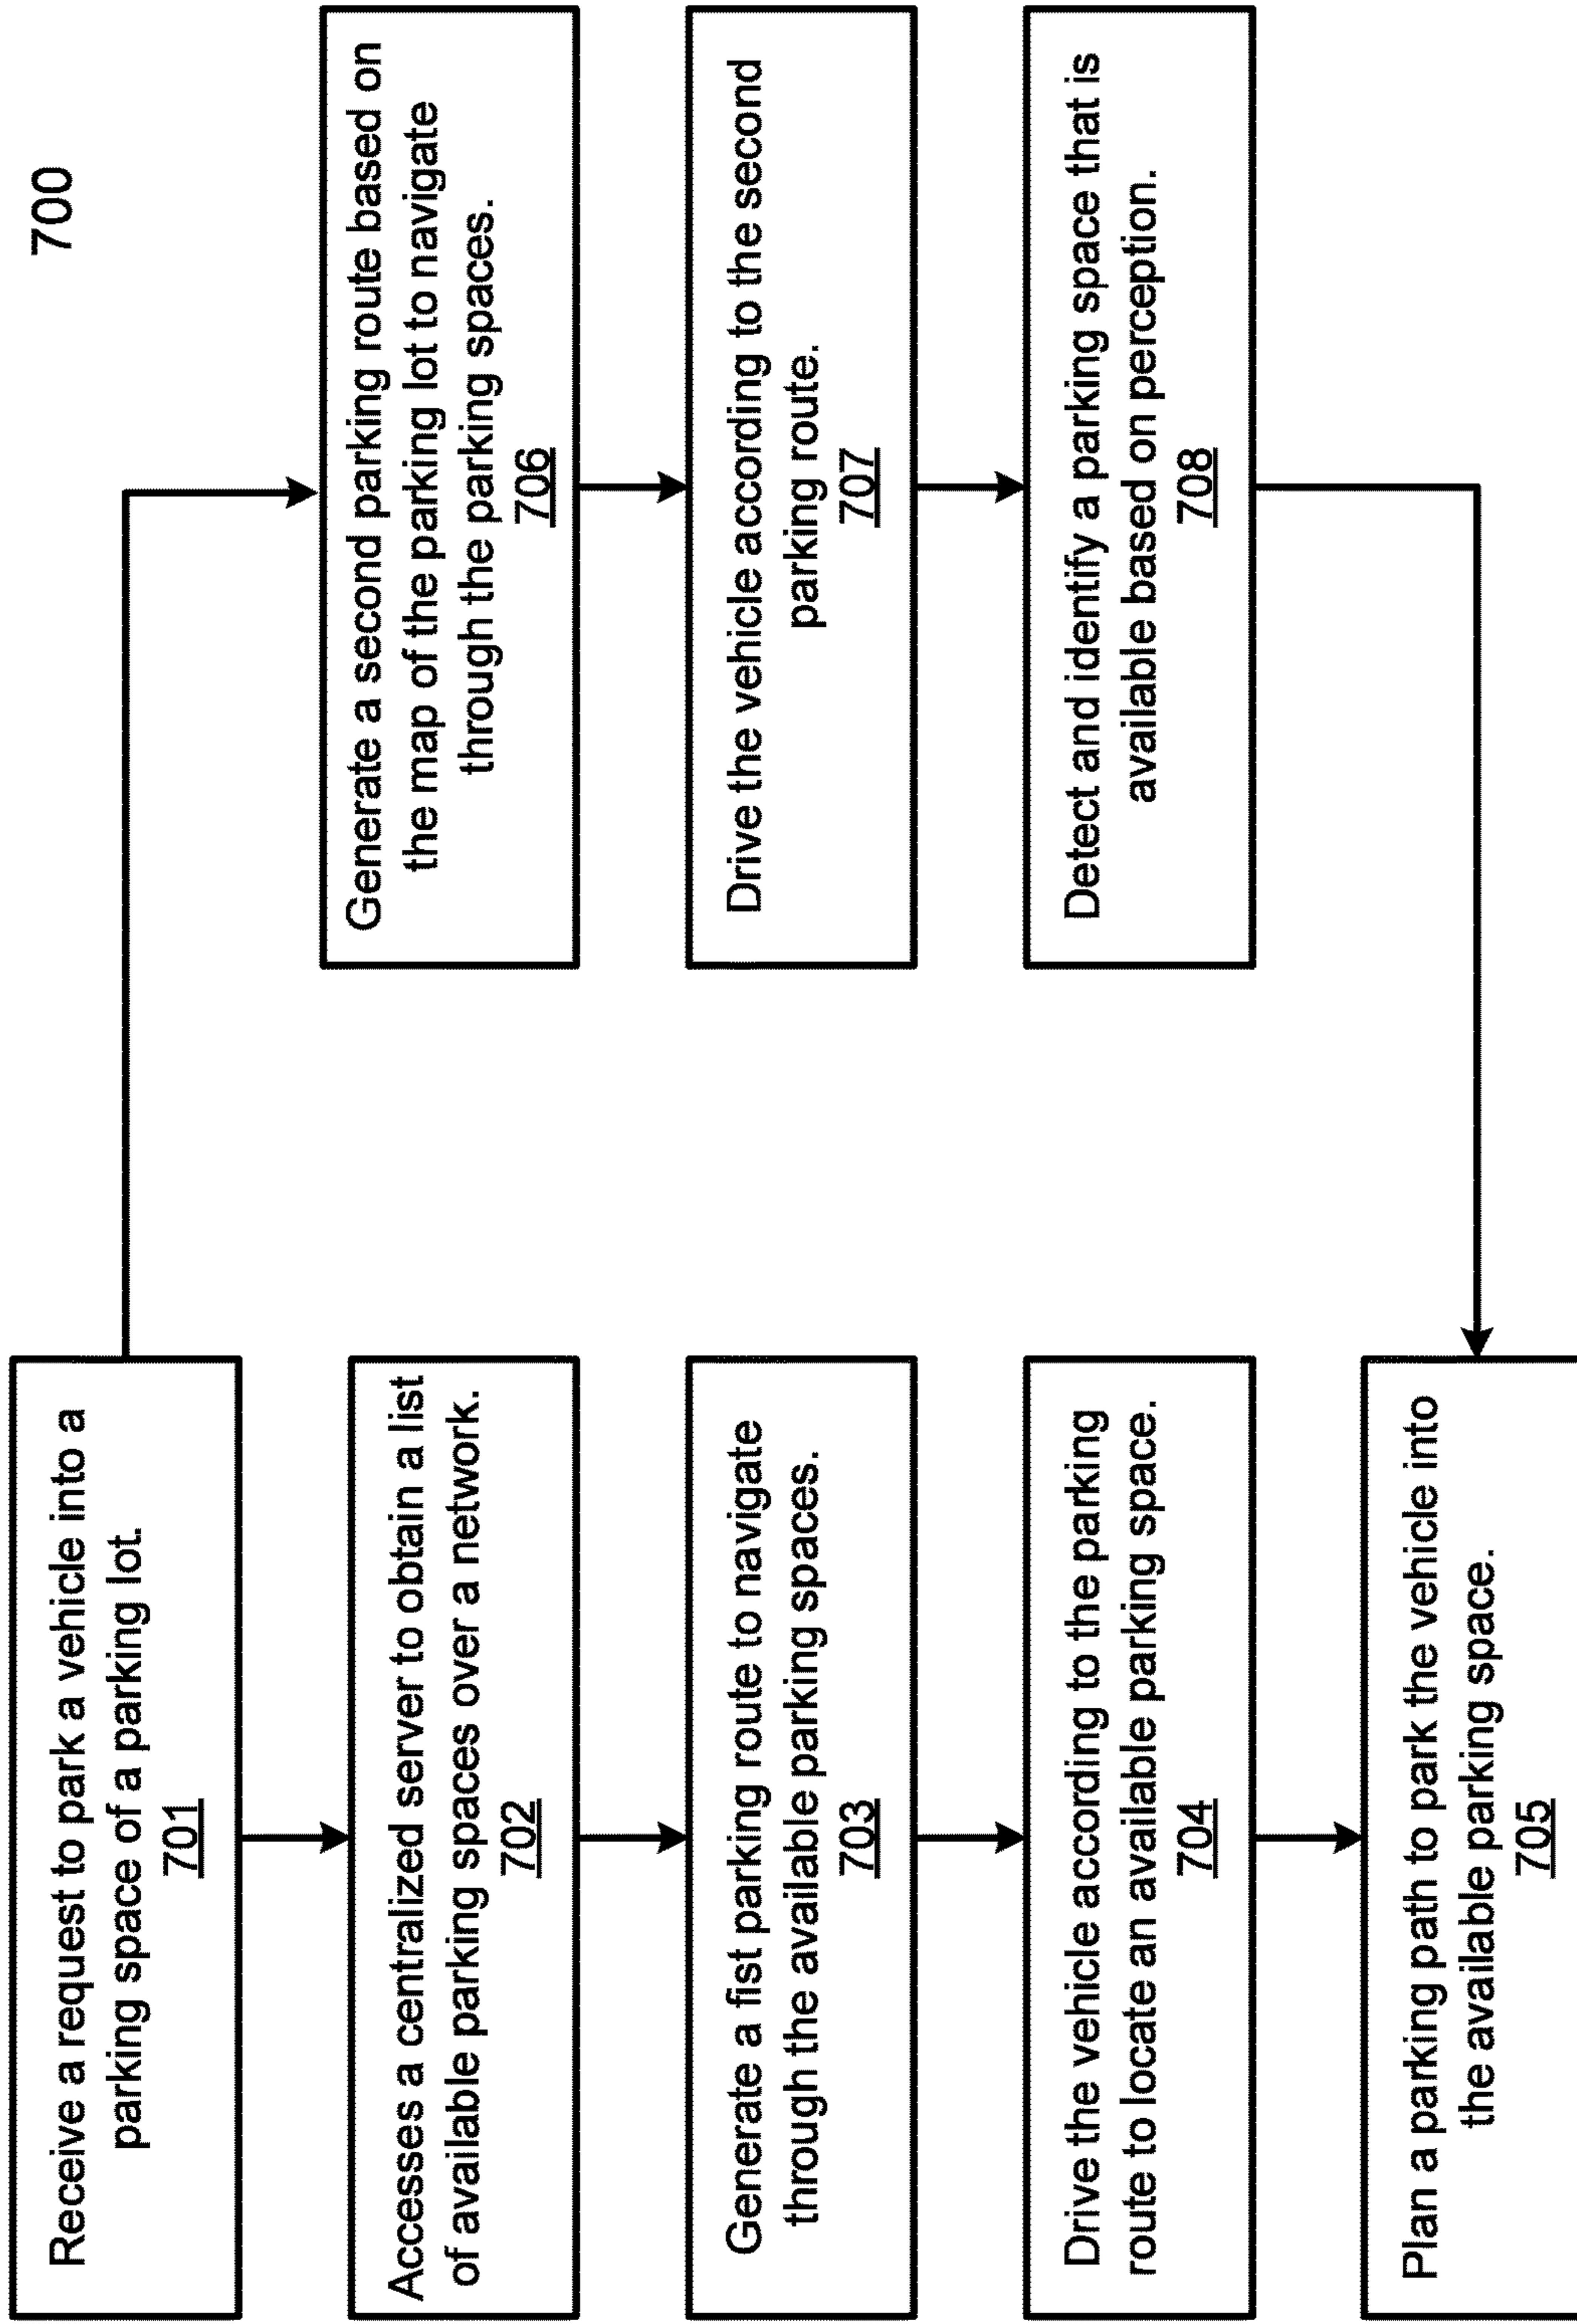 700
Receive a request to park a vehicle into a
parking space of a parking lot.
701
Accesses a centralized server to obtain a list
of available parking spaces over a network.
702
Generate a fist parking route to navigate
through the available parking spaces.
703
Drive the vehicle according to the parking
route to locate an available parking space.
704
Plan a parking path to park the vehicle into
the available parking space.
705
Generate a second parking route based on
the map of the parking lot to navigate
through the parking spaces.
706
Drive the vehicle according to the second
parking route.
707
Detect and identify a parking space that is
available based on perception.
708